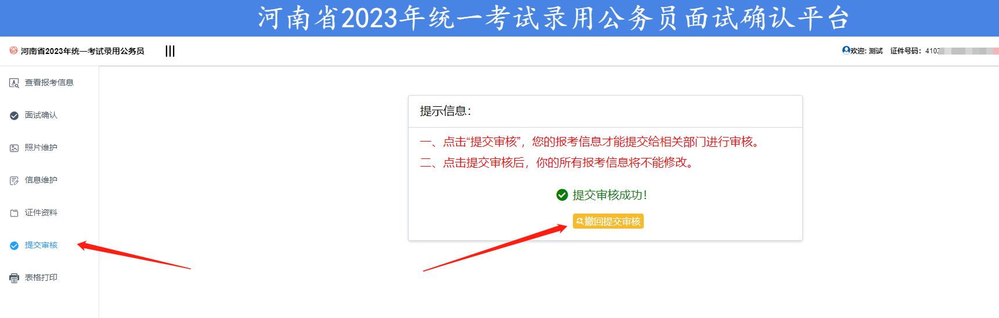 河南省2023年统一考试录用公务员面试确认平台
河南省2023年统一考试录用公务员
欢迎: 测试 证件号码: 4102
查看报考信息
面试确认
照片维护
信息维护
证件资料
提交审核
表格打印
提示信息：
一、点击“提交审核”，您的报考信息才能提交给相关部门进行审核。
二、点击提交审核后，你的所有报考信息将不能修改。
提交审核成功！
撤回提交审核